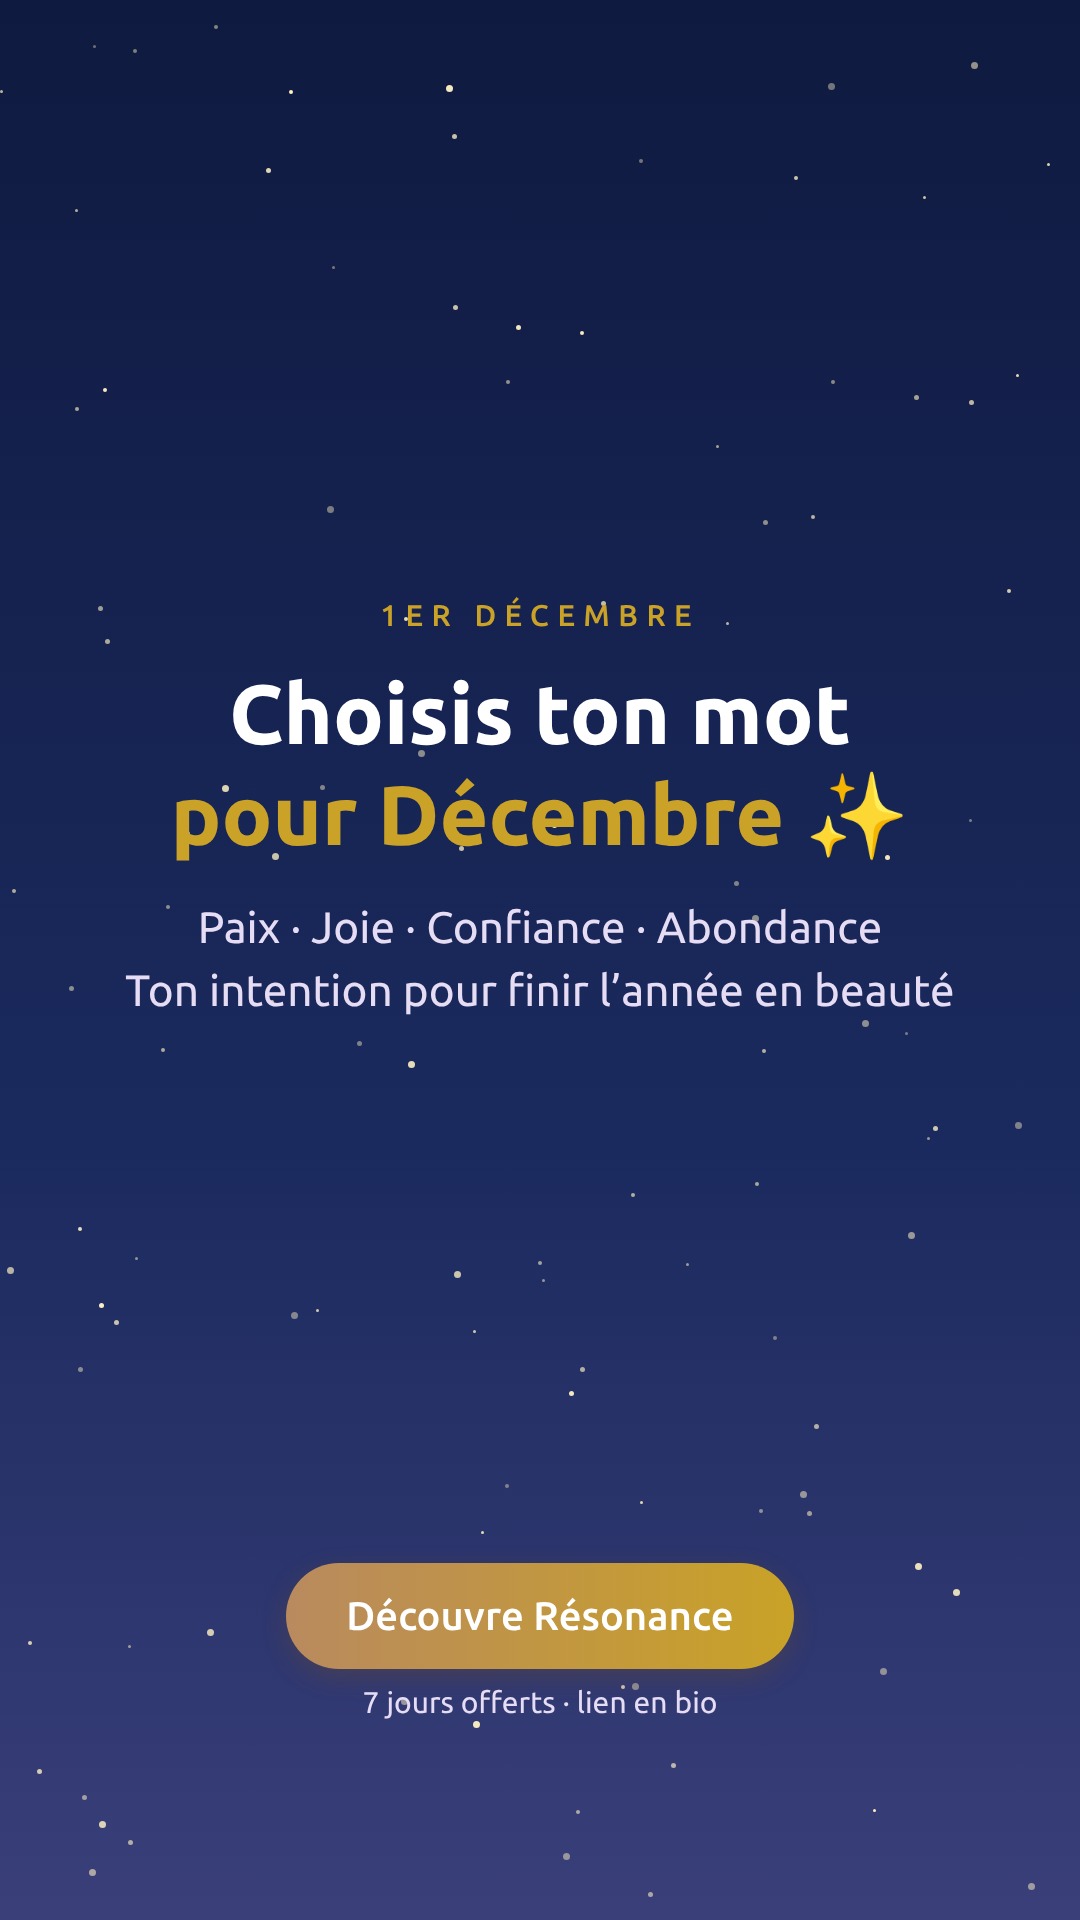 1ER DÉCEMBRE
Choisis ton mot
pour Décembre ✨
Paix · Joie · Confiance · Abondance
Ton intention pour finir l’année en beauté
Découvre Résonance
7 jours offerts · lien en bio